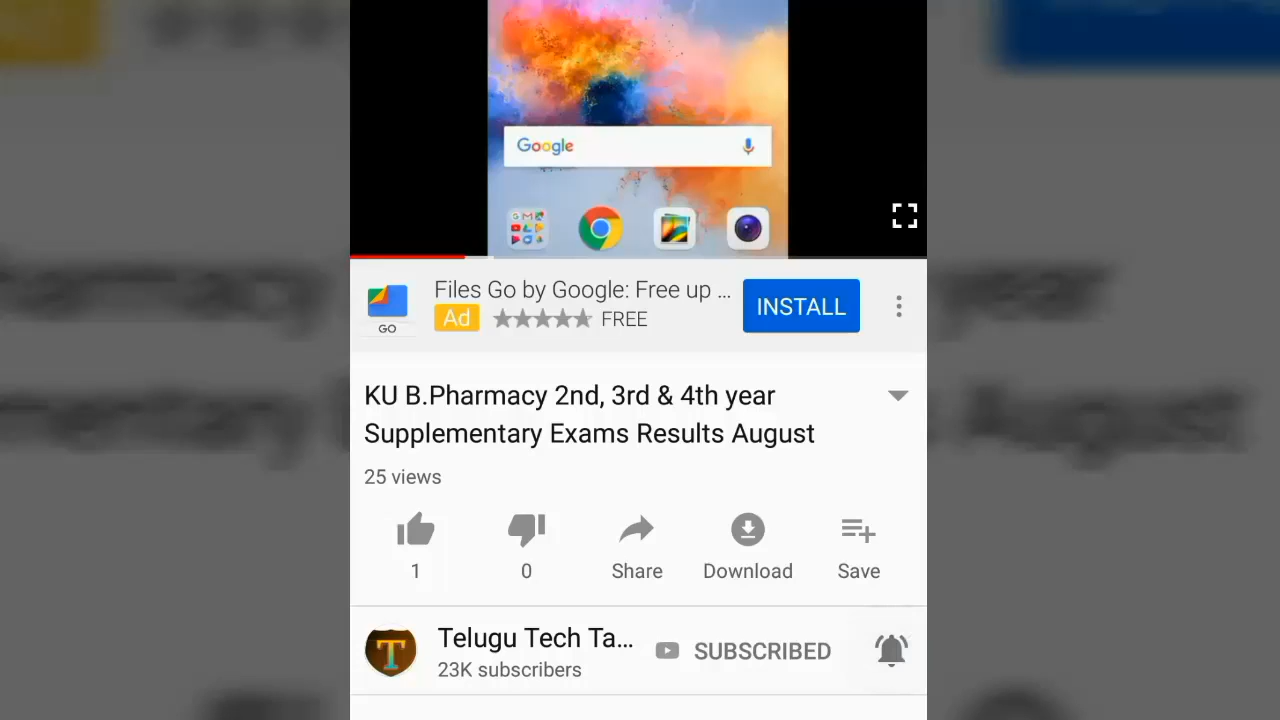 Google
GO
Files Go by Google: Free up ...
Ad
FREE
INSTALL
KU B.Pharmacy 2nd, 3rd & 4th year
Supplementary Exams Results August
25 views
1
0
Share
Download
Save
T
Telugu Tech Ta...
23K subscribers
SUBSCRIBED